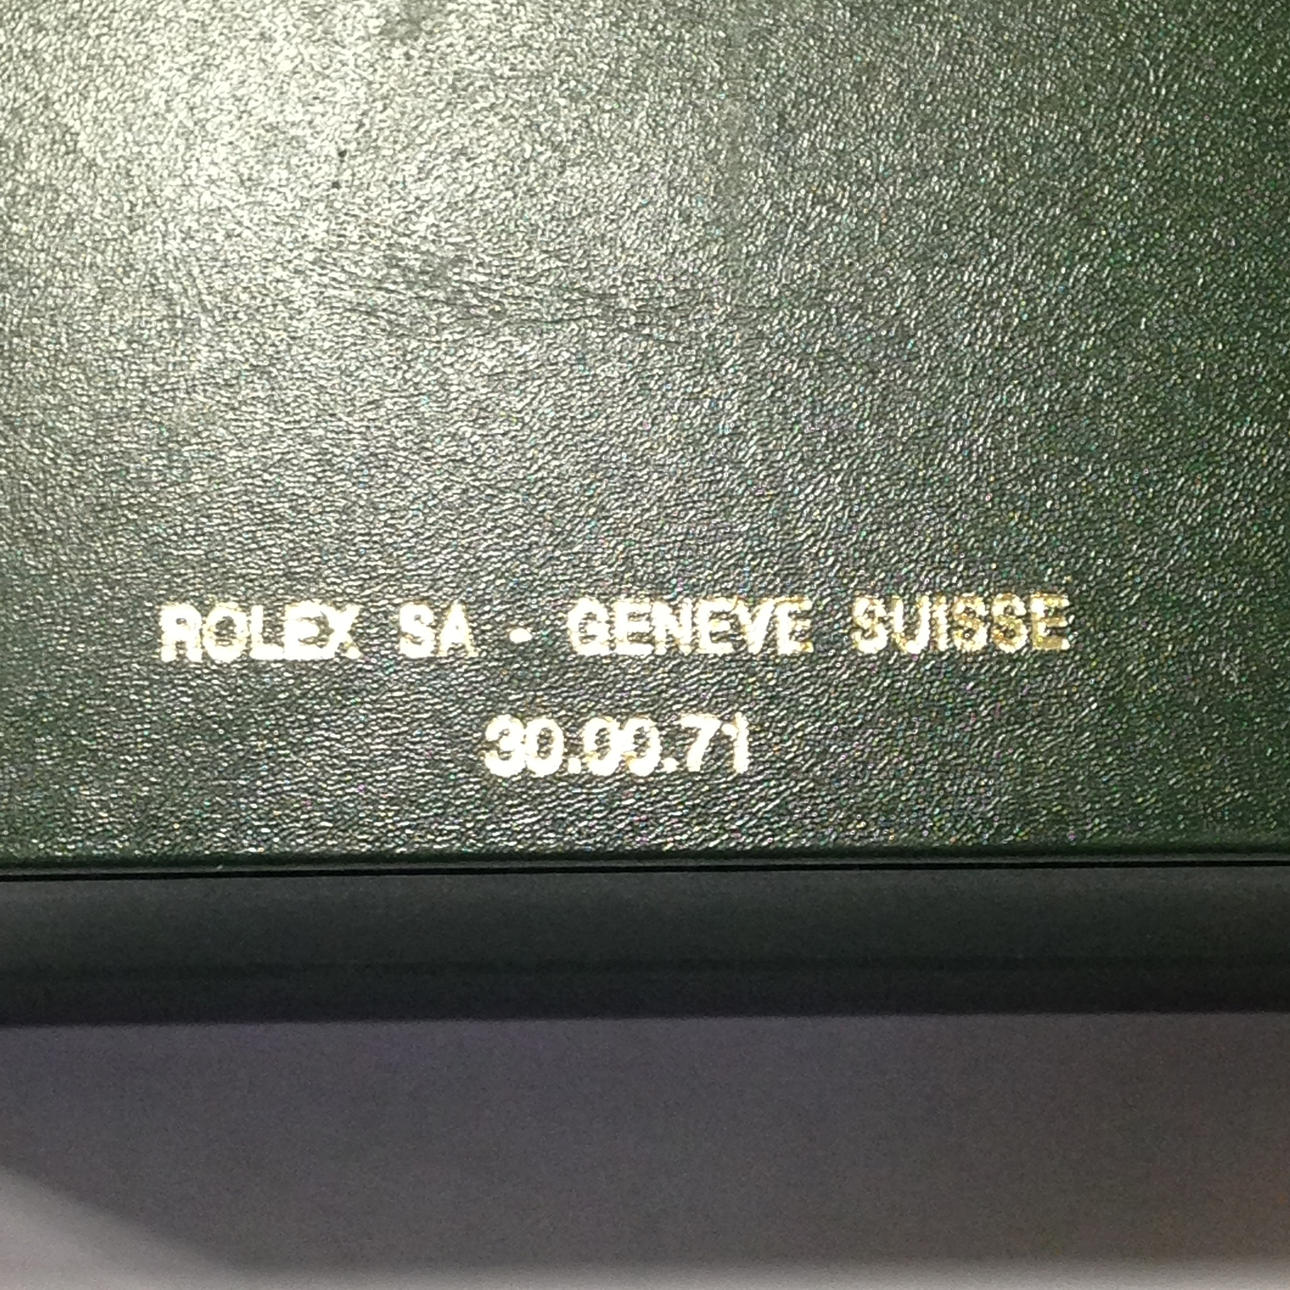 ROLEX SA - GENEVE SUISSE
30.00.71